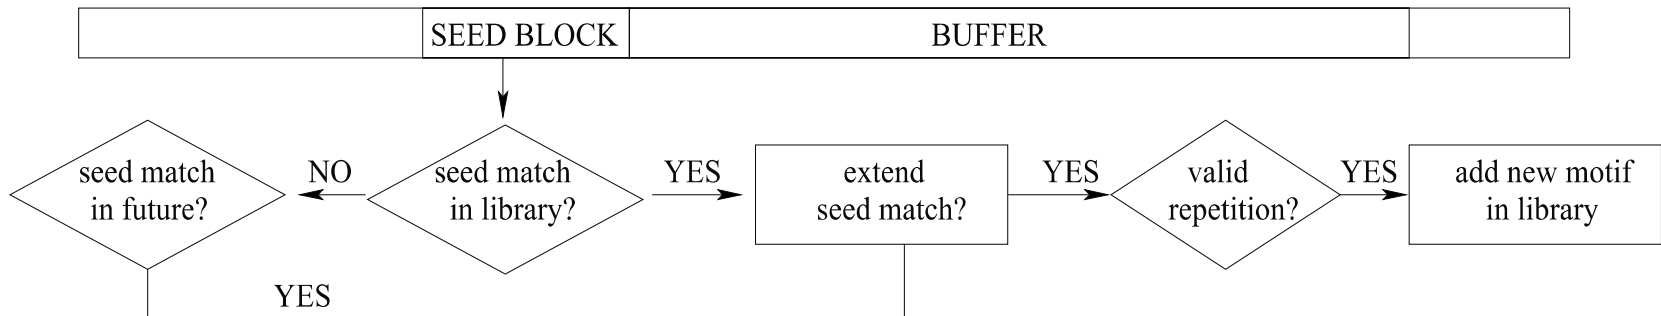 SEED BLOCK
BUFFER
seed match
in future?
NO
seed match
in library?
YES
extend
seed match?
YES
valid
repetition?
YES
add new motif
in library
YES